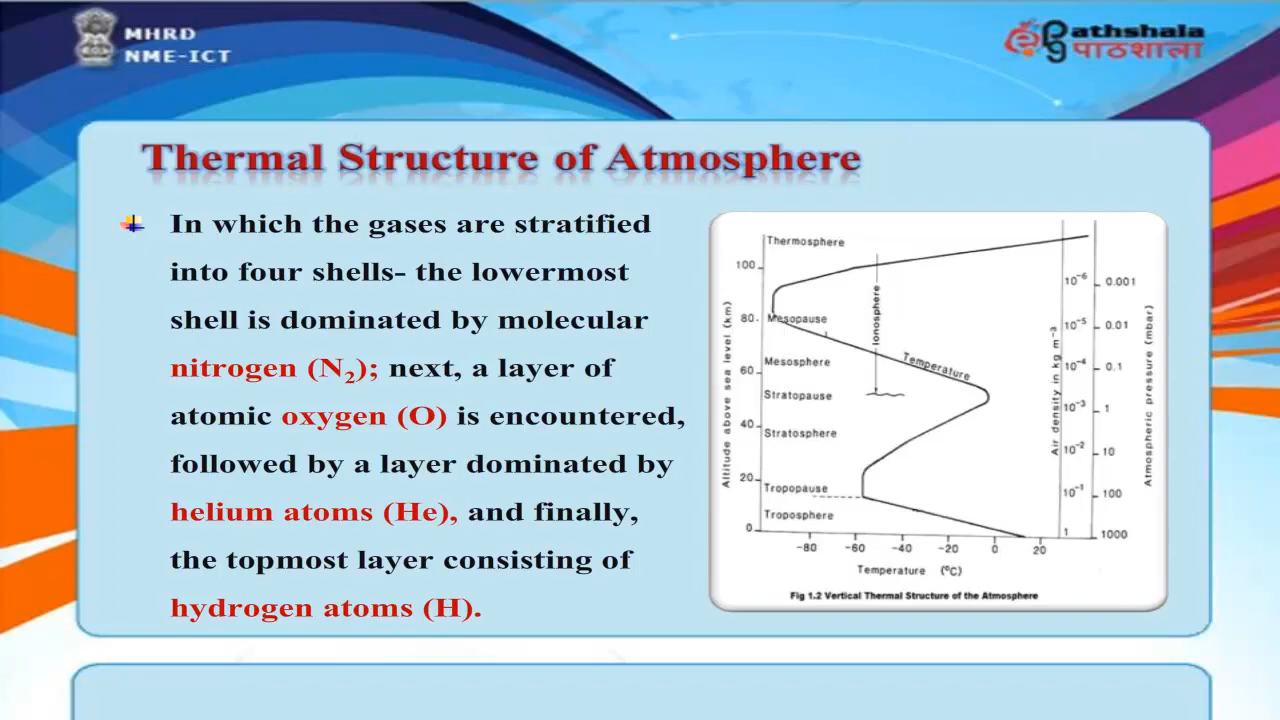 MHRD
NME-ICT
ePg Pathshala
पाठशाला
Thermal Structure of Atmosphere
In which the gases are stratified
into four shells- the lowermost
shell is dominated by molecular
nitrogen (N₂); next, a layer of
atomic oxygen (O) is encountered,
followed by a layer dominated by
helium atoms (He), and finally,
the topmost layer consisting of
hydrogen atoms (H).
Altitude above sea level (km)
100
80
60
40
20
0
Thermosphere
Mesopause
Mesosphere
Stratopause
Stratosphere
Tropopause
Troposphere
Ionosphere
Temperature
Air density in kg m⁻³
10⁻⁶
10⁻⁵
10⁻⁴
10⁻³
10⁻²
10⁻¹
1
0.001
0.01
0.1
1
10
100
1000
Atmospheric pressure (mbar)
-80 -60 -40 -20 0 20
Temperature (⁰C)
Fig 1.2 Vertical Thermal Structure of the Atmosphere